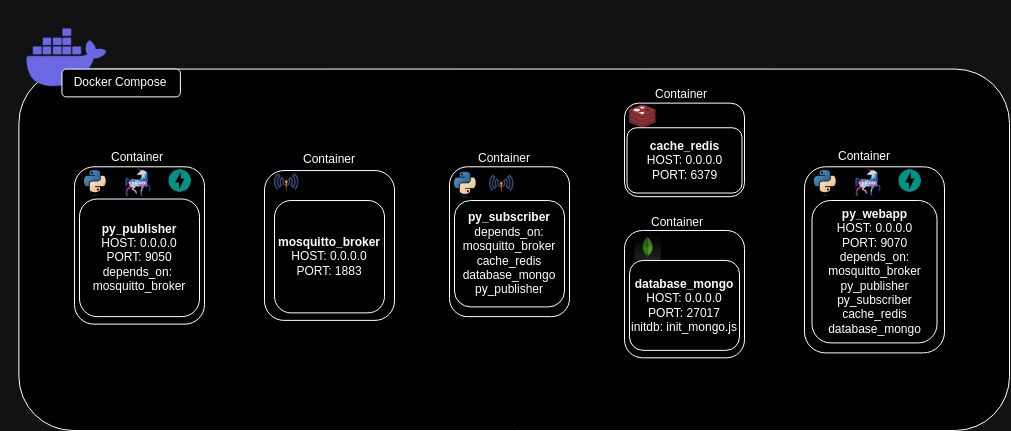 Docker Compose
Container
py_publisher
HOST: 0.0.0.0
PORT: 9050
depends_on:
mosquitto_broker
Container
mosquitto_broker
HOST: 0.0.0.0
PORT: 1883
Container
py_subscriber
depends_on:
mosquitto_broker
cache_redis
database_mongo
py_publisher
Container
cache_redis
HOST: 0.0.0.0
PORT: 6379
Container
database_mongo
HOST: 0.0.0.0
PORT: 27017
initdb: init_mongo.js
Container
py_webapp
HOST: 0.0.0.0
PORT: 9070
depends_on:
mosquitto_broker
py_publisher
py_subscriber
cache_redis
database_mongo